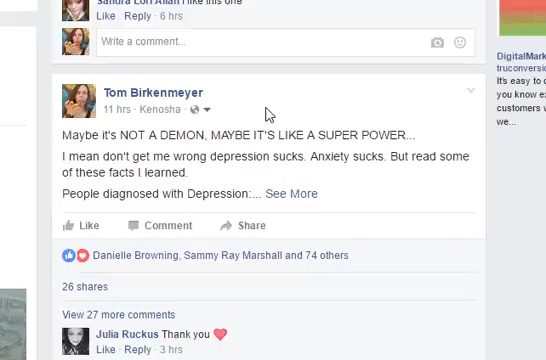 Sandra Lori Allan I like this one
Like · Reply · 6 hrs
Write a comment...
Tom Birkenmeyer
11 hrs · Kenosha ·
Maybe it's NOT A DEMON, MAYBE IT'S LIKE A SUPER POWER...
I mean don't get me wrong depression sucks. Anxiety sucks. But read some
of these facts I learned.
People diagnosed with Depression:... See More
Like Comment Share
Danielle Browning, Sammy Ray Marshall and 74 others
26 shares
View 27 more comments
Julia Ruckus Thank you
Like · Reply · 3 hrs
DigitalMark
truconversio
It's easy to
you know ex
customers w
we...